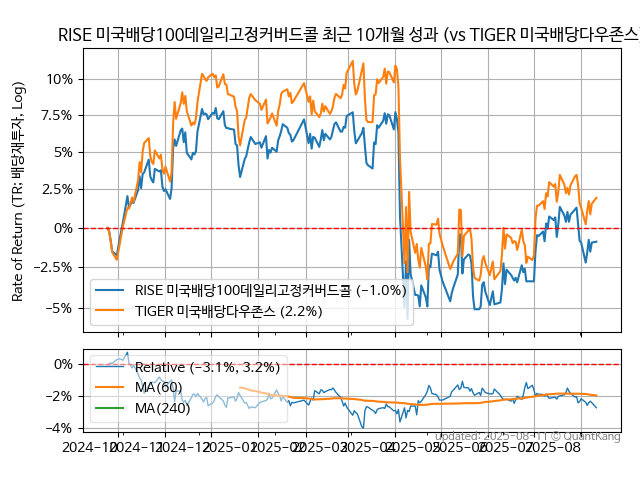 RISE 미국배당100데일리고정커버드콜 최근 10개월 성과 (vs TIGER 미국배당다우존스)
Rate of Return (TR: 배당재투자, Log)
10%
7.5%
5%
2.5%
0%
−2.5%
−5%
RISE 미국배당100데일리고정커버드콜 (−1.0%)
TIGER 미국배당다우존스 (2.2%)
0%
−2%
−4%
Relative (−3.1%, 3.2%)
MA(60)
MA(240)
2024-10 2024-11 2024-12 2025-01 2025-02 2025-03 2025-04 2025-05 2025-06 2025-07 2025-08
updated: 2025-08-11 © QuantKang